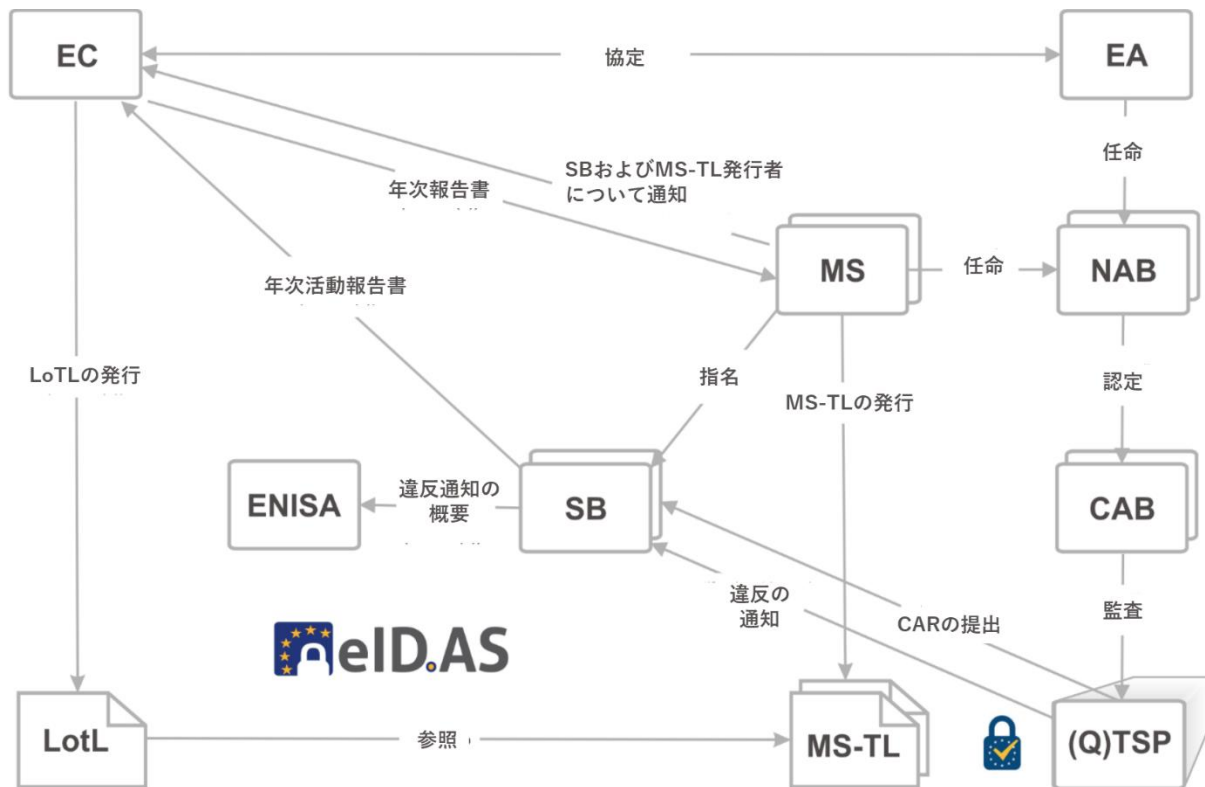 EC
協定
EA
任命
SBおよびMS-TL発行者
について通知
年次報告書
MS
任命
NAB
年次活動報告書
LoTLの発行
指名
MS-TLの発行
認定
ENISA
違反通知の
概要
SB
CAB
違反の
通知
CARの提出
監査
eID.AS
LotL
参照
MS-TL
(Q)TSP